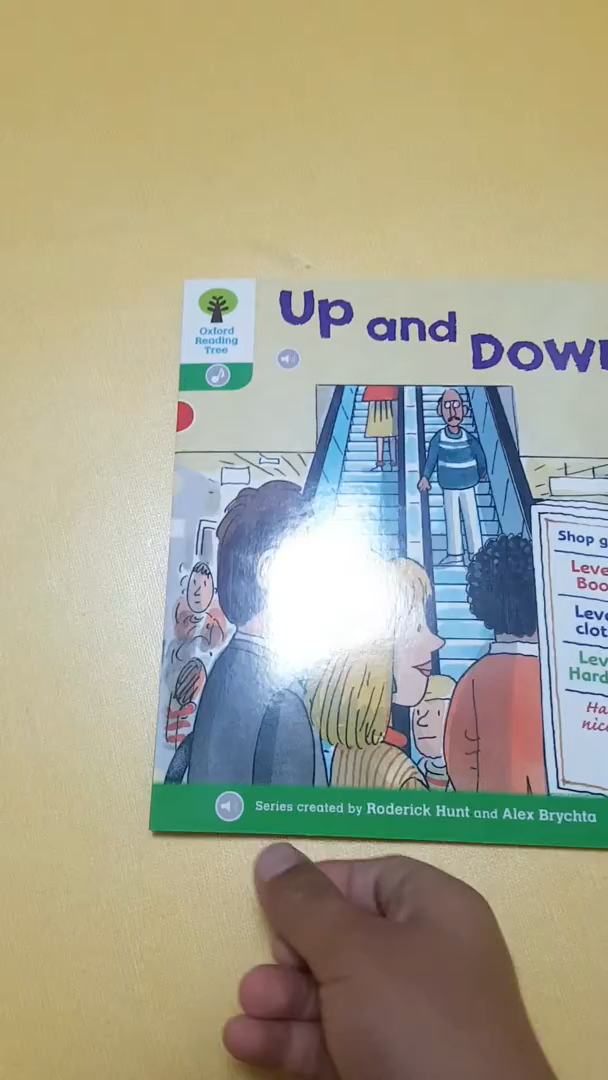 Oxford
Reading
Tree
Up and Down
Shop g
Leve
Boo
Leve
clot
Lev
Hard
Ha
nic
Series created by Roderick Hunt and Alex Brychta